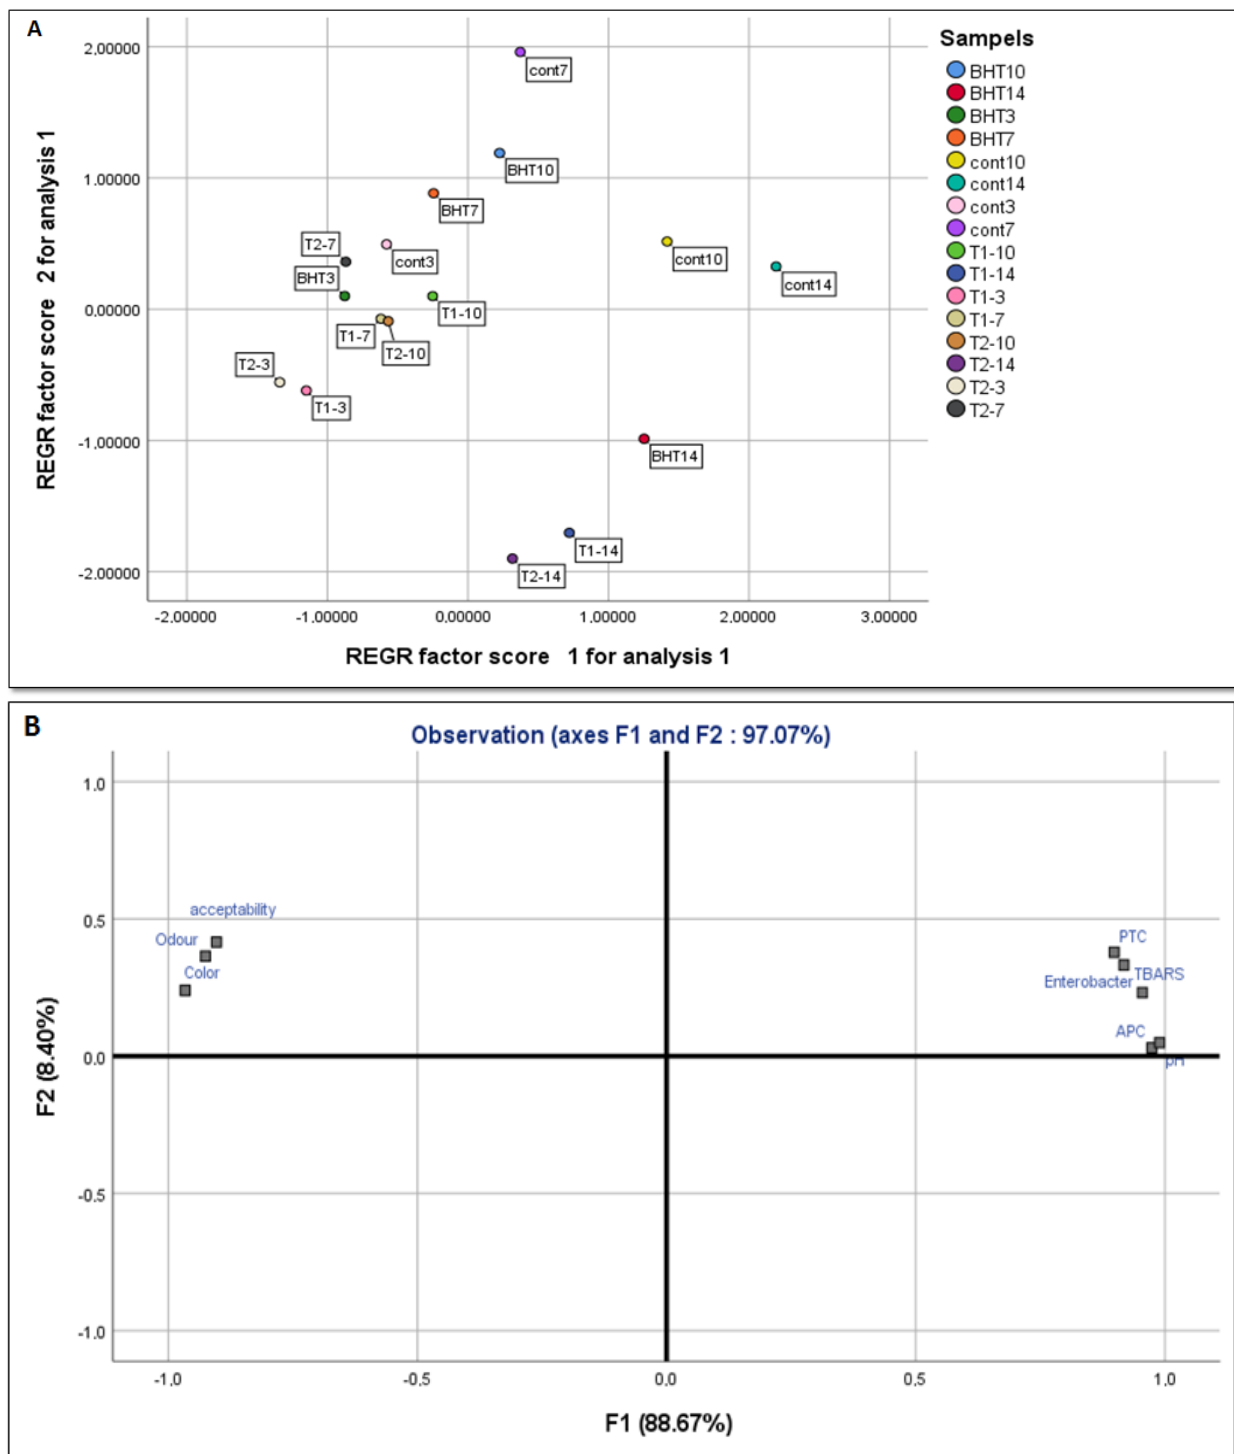 A
Sampels
2,00000
cont7
BHT10
BHT14
BHT3
BHT7
cont10
cont14
cont3
cont7
T1-10
T1-14
T1-3
T1-7
T2-10
T2-14
T2-3
T2-7
BHT10
1,00000
BHT7
T2-7
cont3
cont10
BHT3
cont14
0,00000
T1-10
T1-7
T2-10
T2-3
T1-3
-1,00000
BHT14
T1-14
-2,00000
T2-14
-2,00000 -1,00000 0,00000 1,00000 2,00000 3,00000
REGR factor score 2 for analysis 1
REGR factor score 1 for analysis 1
B
Observation (axes F1 and F2 : 97.07%)
1.0
acceptability
0.5
Odour
PTC
Color
TBARS
Enterobacter
APC
0.0
pH
-0.5
-1.0
-1,0 -0,5 0,0 0,5 1,0
F2 (8.40%)
F1 (88.67%)